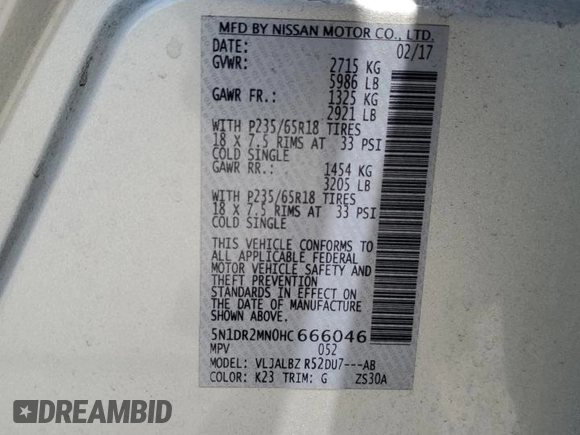 MFD BY NISSAN MOTOR CO., LTD.
DATE: 02/17
GVWR: 2715 KG
5986 LB
GAWR FR.: 1325 KG
2921 LB
WITH P235/65R18 TIRES
18 X 7.5 RIMS AT 33 PSI
COLD SINGLE
GAWR RR.: 1454 KG
3205 LB
WITH P235/65R18 TIRES
18 X 7.5 RIMS AT 33 PSI
COLD SINGLE
THIS VEHICLE CONFORMS TO
ALL APPLICABLE FEDERAL
MOTOR VEHICLE SAFETY AND
THEFT PREVENTION
STANDARDS IN EFFECT ON
THE DATE OF MANUFACTURE
SHOWN ABOVE.
5N1DR2MN0HC666046
MPV 052
MODEL: VLJALBZ R52DU7---AB
COLOR: K23 TRIM: G ZS30A
DREAMBID